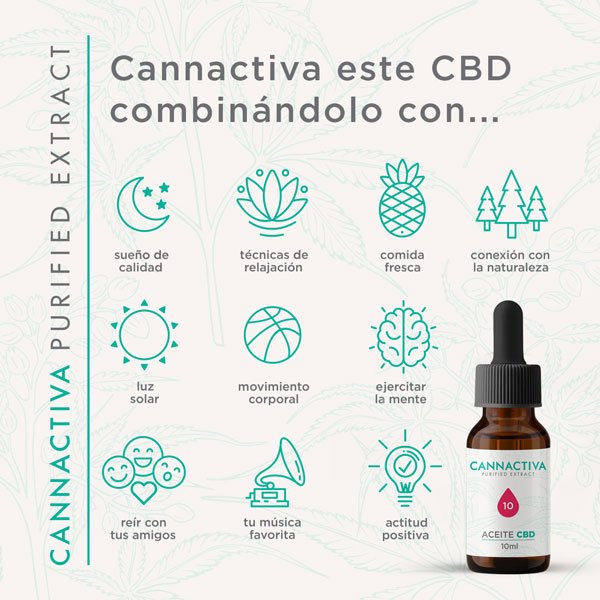 CANNACTIVA PURIFIED EXTRACT
Cannactiva este CBD
combinándolo con...
sueño de
calidad
técnicas de
relajación
comida
fresca
conexión con
la naturaleza
luz
solar
movimiento
corporal
ejercitar
la mente
reír con
tus amigos
tu música
favorita
actitud
positiva
CANNACTIVA
PURIFIED EXTRACT
10
ACEITE CBD
10ml